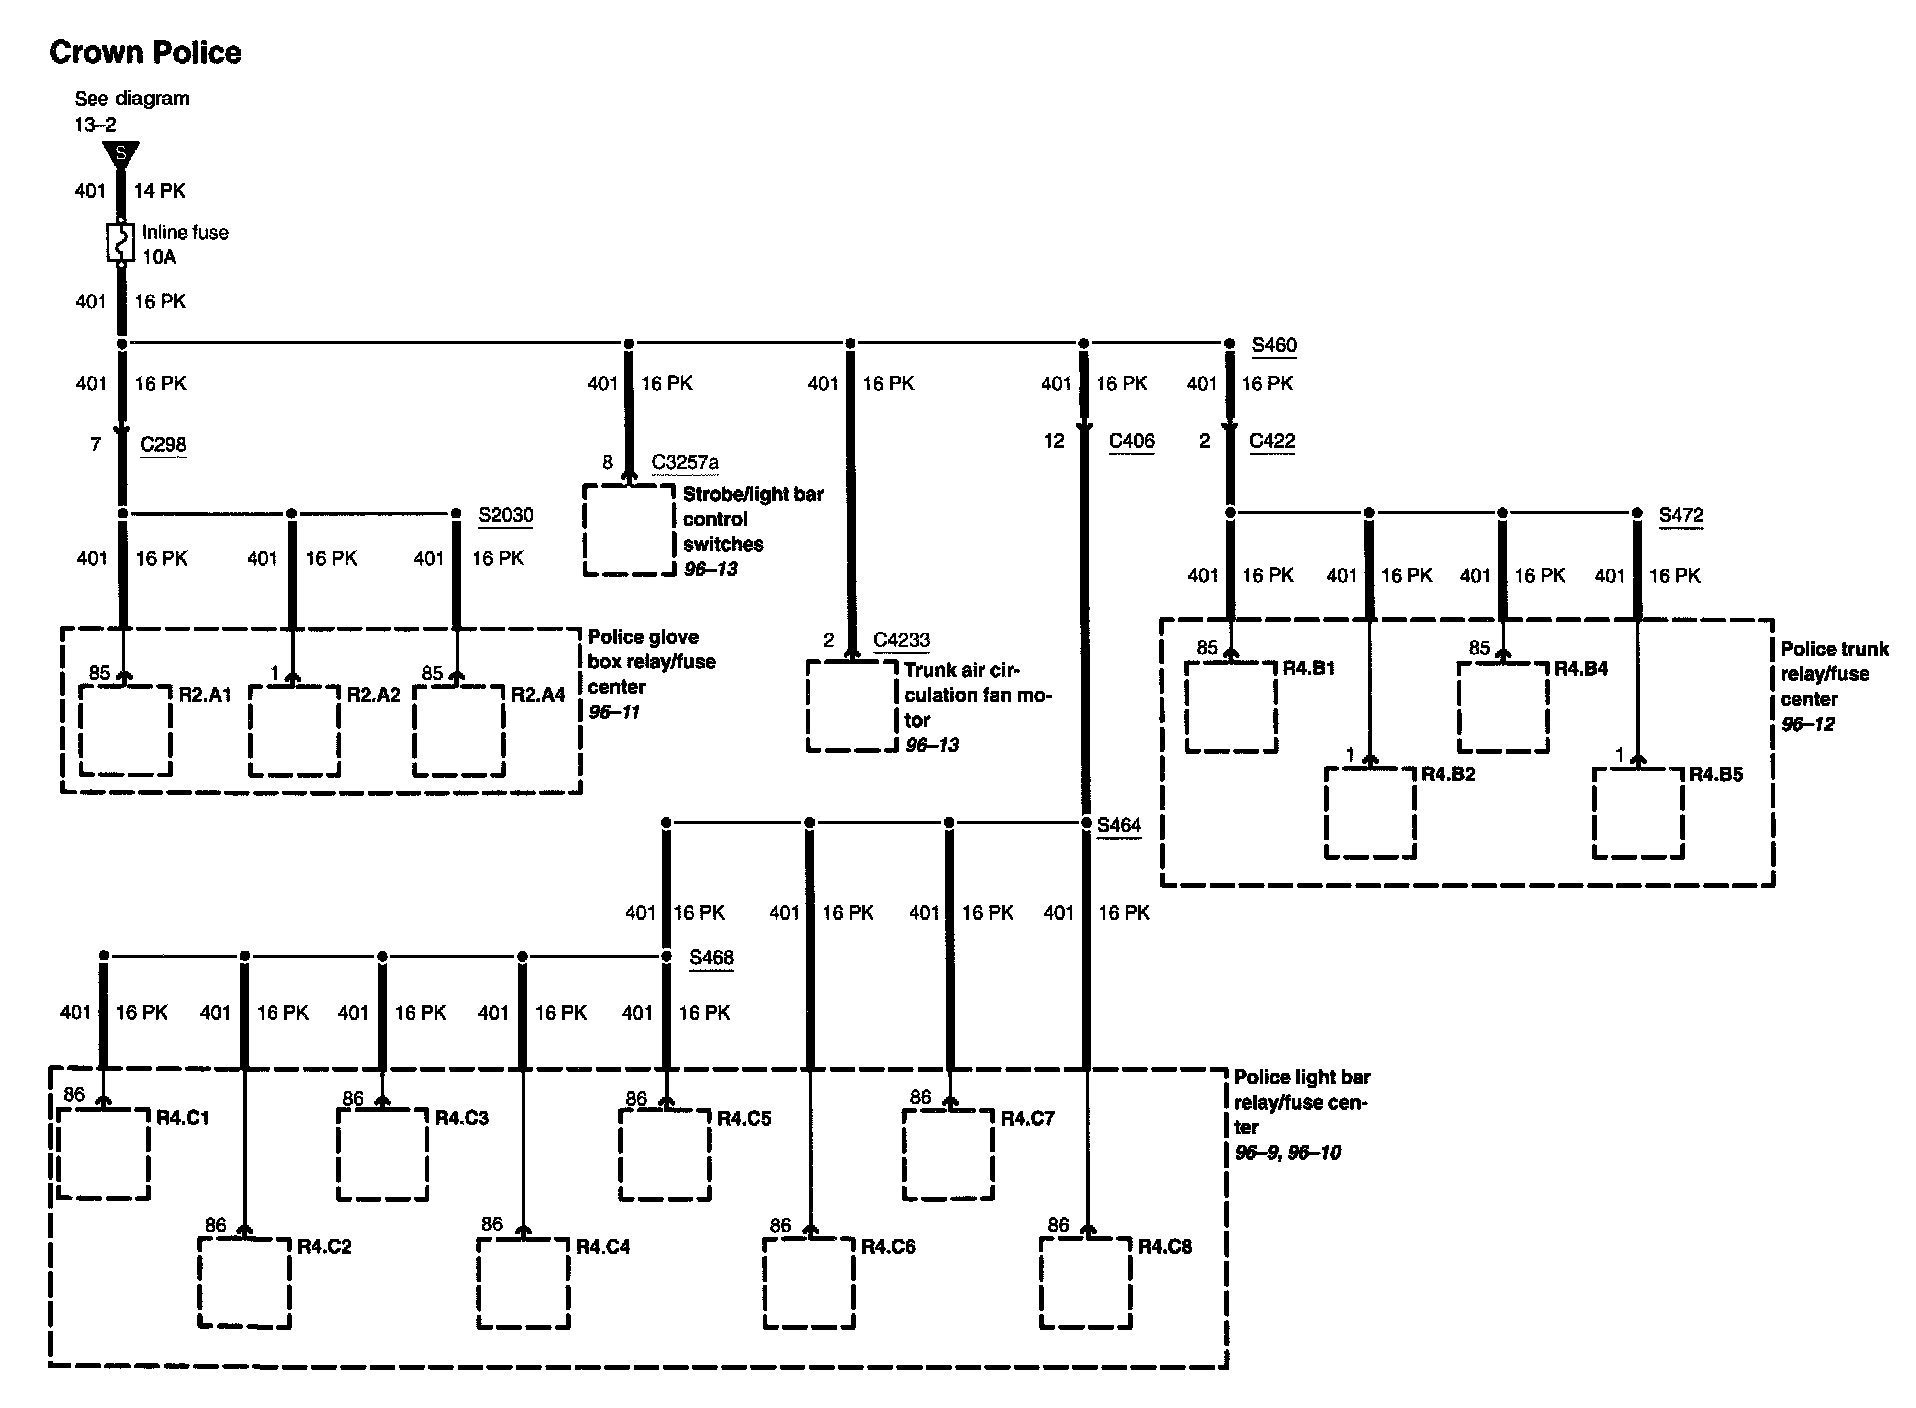 Crown Police
See diagram
13–2
S
401 14 PK
Inline fuse
10A
401 16 PK
S460
401 16 PK 401 16 PK 401 16 PK 401 16 PK 401 16 PK
7 C298
12 C406
2 C422
8 C3257a
Strobe/light bar
control
switches
96–13
S2030
S472
401 16 PK 401 16 PK 401 16 PK
401 16 PK 401 16 PK 401 16 PK 401 16 PK
Police glove
box relay/fuse
center
96–11
85 R2.A1
1 R2.A2
85 R2.A4
2 C4233
Trunk air cir-
culation fan mo-
tor
96–13
85 R4.B1
85 R4.B4
Police trunk
relay/fuse
center
96–12
1 R4.B2
1 R4.B5
S464
401 16 PK 401 16 PK 401 16 PK 401 16 PK
S468
401 16 PK 401 16 PK 401 16 PK 401 16 PK 401 16 PK
Police light bar
relay/fuse cen-
ter
96–9, 96–10
86 R4.C1
86 R4.C3
86 R4.C5
86 R4.C7
86 R4.C2
86 R4.C4
86 R4.C6
86 R4.C8